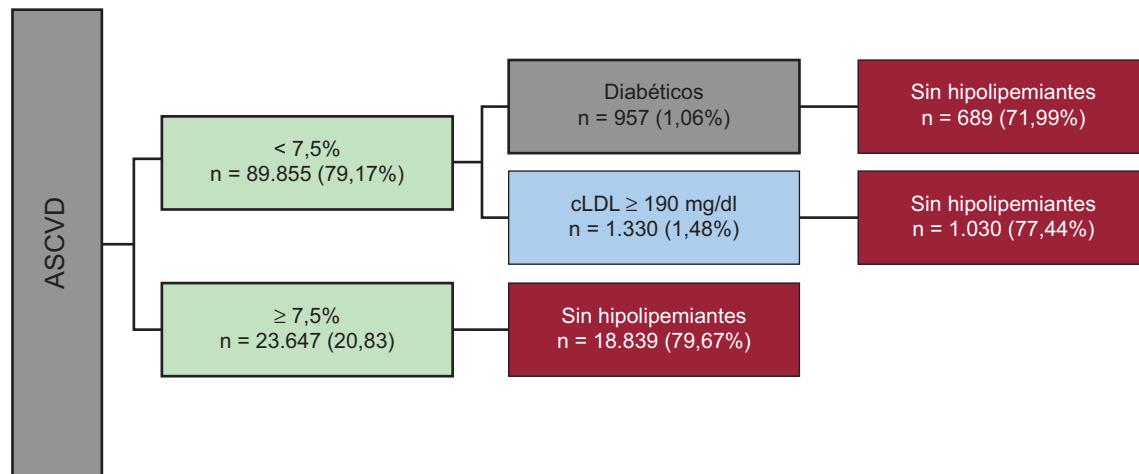 ASCVD
< 7,5%
n = 89.855 (79,17%)
Diabéticos
n = 957 (1,06%)
Sin hipolipemiantes
n = 689 (71,99%)
cLDL ≥ 190 mg/dl
n = 1.330 (1,48%)
Sin hipolipemiantes
n = 1.030 (77,44%)
≥ 7,5%
n = 23.647 (20,83)
Sin hipolipemiantes
n = 18.839 (79,67%)